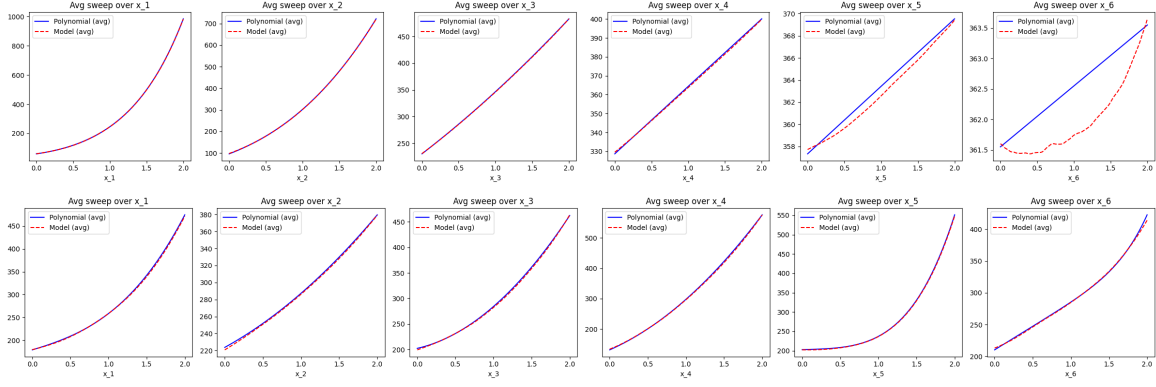 Avg sweep over x_1
Polynomial (avg)
Model (avg)
1000
800
600
400
200
0.0 0.5 1.0 1.5 2.0
x_1
Avg sweep over x_2
Polynomial (avg)
Model (avg)
700
600
500
400
300
200
100
0.0 0.5 1.0 1.5 2.0
x_2
Avg sweep over x_3
Polynomial (avg)
Model (avg)
450
400
350
300
250
0.0 0.5 1.0 1.5 2.0
x_3
Avg sweep over x_4
Polynomial (avg)
Model (avg)
400
390
380
370
360
350
340
330
0.0 0.5 1.0 1.5 2.0
x_4
Avg sweep over x_5
Polynomial (avg)
Model (avg)
370
368
366
364
362
360
358
0.0 0.5 1.0 1.5 2.0
x_5
Avg sweep over x_6
Polynomial (avg)
Model (avg)
363.5
363.0
362.5
362.0
361.5
0.0 0.5 1.0 1.5 2.0
x_6
Avg sweep over x_1
Polynomial (avg)
Model (avg)
450
400
350
300
250
200
0.0 0.5 1.0 1.5 2.0
x_1
Avg sweep over x_2
Polynomial (avg)
Model (avg)
380
360
340
320
300
280
260
240
220
0.0 0.5 1.0 1.5 2.0
x_2
Avg sweep over x_3
Polynomial (avg)
Model (avg)
450
400
350
300
250
200
0.0 0.5 1.0 1.5 2.0
x_3
Avg sweep over x_4
Polynomial (avg)
Model (avg)
500
400
300
200
0.0 0.5 1.0 1.5 2.0
x_4
Avg sweep over x_5
Polynomial (avg)
Model (avg)
550
500
450
400
350
300
250
200
0.0 0.5 1.0 1.5 2.0
x_5
Avg sweep over x_6
Polynomial (avg)
Model (avg)
400
350
300
250
200
0.0 0.5 1.0 1.5 2.0
x_6